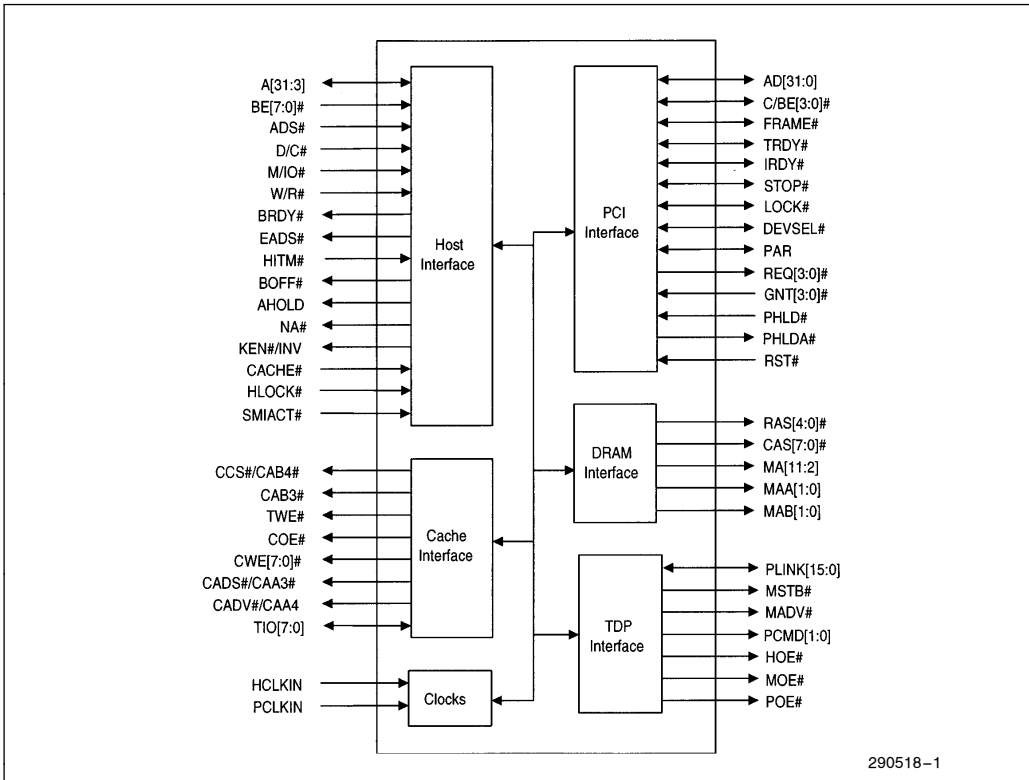 A[31:3]
BE[7:0]#
ADS#
D/C#
M/IO#
W/R#
BRDY#
EADS#
HITM#
BOFF#
AHOLD
NA#
KEN#/INV
CACHE#
HLOCK#
SMIACT#
Host
Interface
CCS#/CAB4#
CAB3#
TWE#
COE#
CWE[7:0]#
CADS#/CAA3#
CADV#/CAA4
TIO[7:0]
Cache
Interface
HCLKIN
PCLKIN
Clocks
PCI
Interface
AD[31:0]
C/BE[3:0]#
FRAME#
TRDY#
IRDY#
STOP#
LOCK#
DEVSEL#
PAR
REQ[3:0]#
GNT[3:0]#
PHLD#
PHLDA#
RST#
DRAM
Interface
RAS[4:0]#
CAS[7:0]#
MA[11:2]
MAA[1:0]
MAB[1:0]
TDP
Interface
PLINK[15:0]
MSTB#
MADV#
PCMD[1:0]
HOE#
MOE#
POE#
290518–1